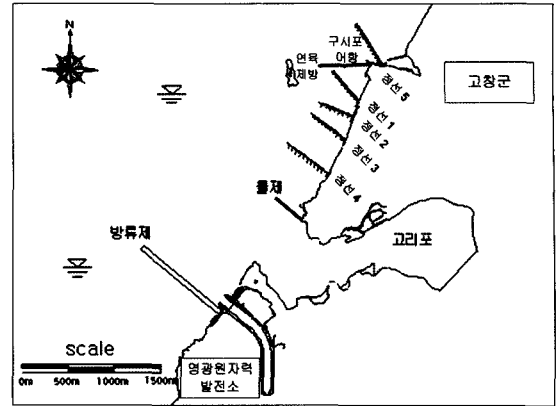 N
구시포
어항
연육
제방
고창군
정선 5
정선 1
정선 2
정선 3
정선 4
돌제
방류제
고리포
scale
0m 500m 1000m 1500m
영광원자력
발전소